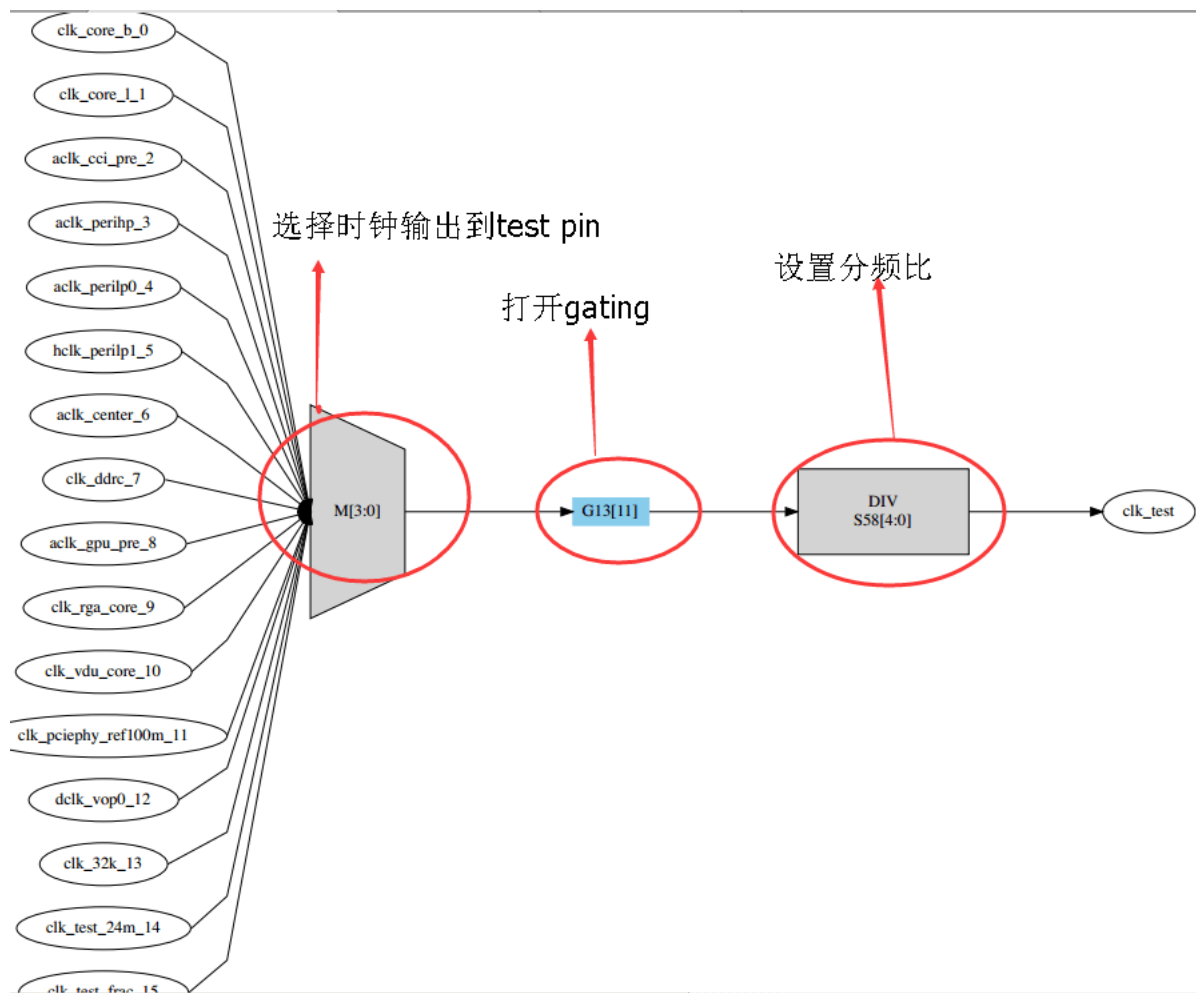 clk_core_b_0
clk_core_l_1
aclk_cci_pre_2
aclk_perihp_3
选择时钟输出到test pin
设置分频比
aclk_perilp0_4
打开gating
hclk_perilp1_5
aclk_center_6
clk_ddrc_7
M[3:0]
G13[11]
DIV
S58[4:0]
clk_test
aclk_gpu_pre_8
clk_rga_core_9
clk_vdu_core_10
clk_pciephy_ref100m_11
dclk_vop0_12
clk_32k_13
clk_test_24m_14
clk_test_frac_15